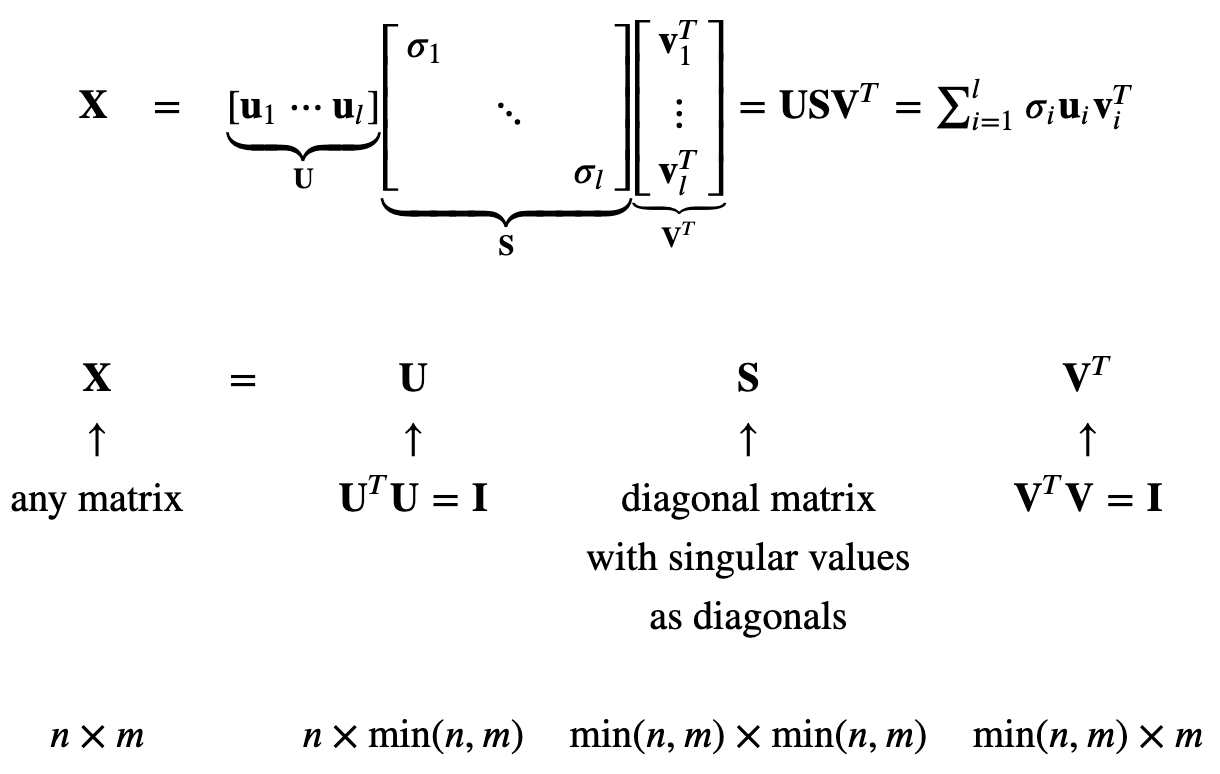 X = [u₁ ⋯ u_l] [σ₁ ⋱ σ_l] [v₁ᵀ ⋮ v_lᵀ] = USVᵀ = ∑_{i=1}^{l} σᵢuᵢvᵢᵀ
U S Vᵀ
X = U S Vᵀ
↑ ↑ ↑ ↑
any matrix UᵀU = I diagonal matrix VᵀV = I
with singular values
as diagonals
n × m n × min(n, m) min(n, m) × min(n, m) min(n, m) × m